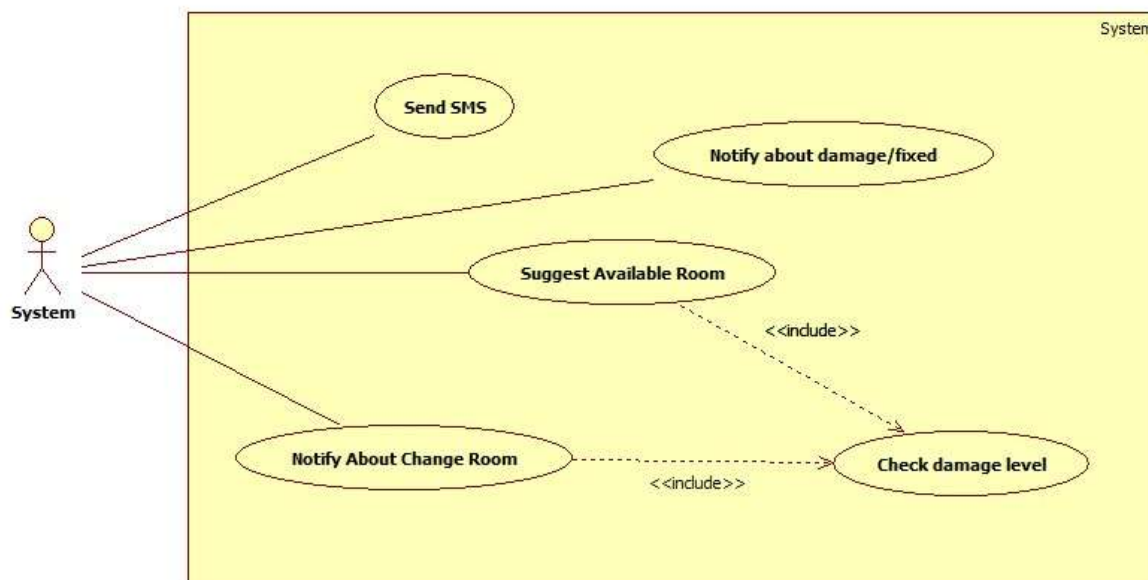 System
Send SMS
Notify about damage/fixed
Suggest Available Room
System
<<include>>
Notify About Change Room
<<include>>
Check damage level